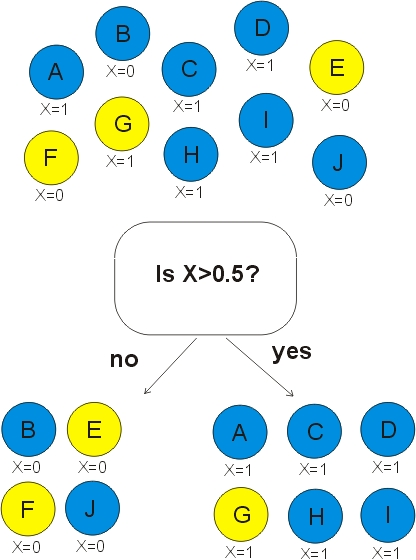 B
X=0
D
X=1
A
X=1
C
X=1
E
X=0
G
X=1
I
X=1
F
X=0
H
X=1
J
X=0
Is X>0.5?
no
yes
B
X=0
E
X=0
A
X=1
C
X=1
D
X=1
F
X=0
J
X=0
G
X=1
H
X=1
I
X=1